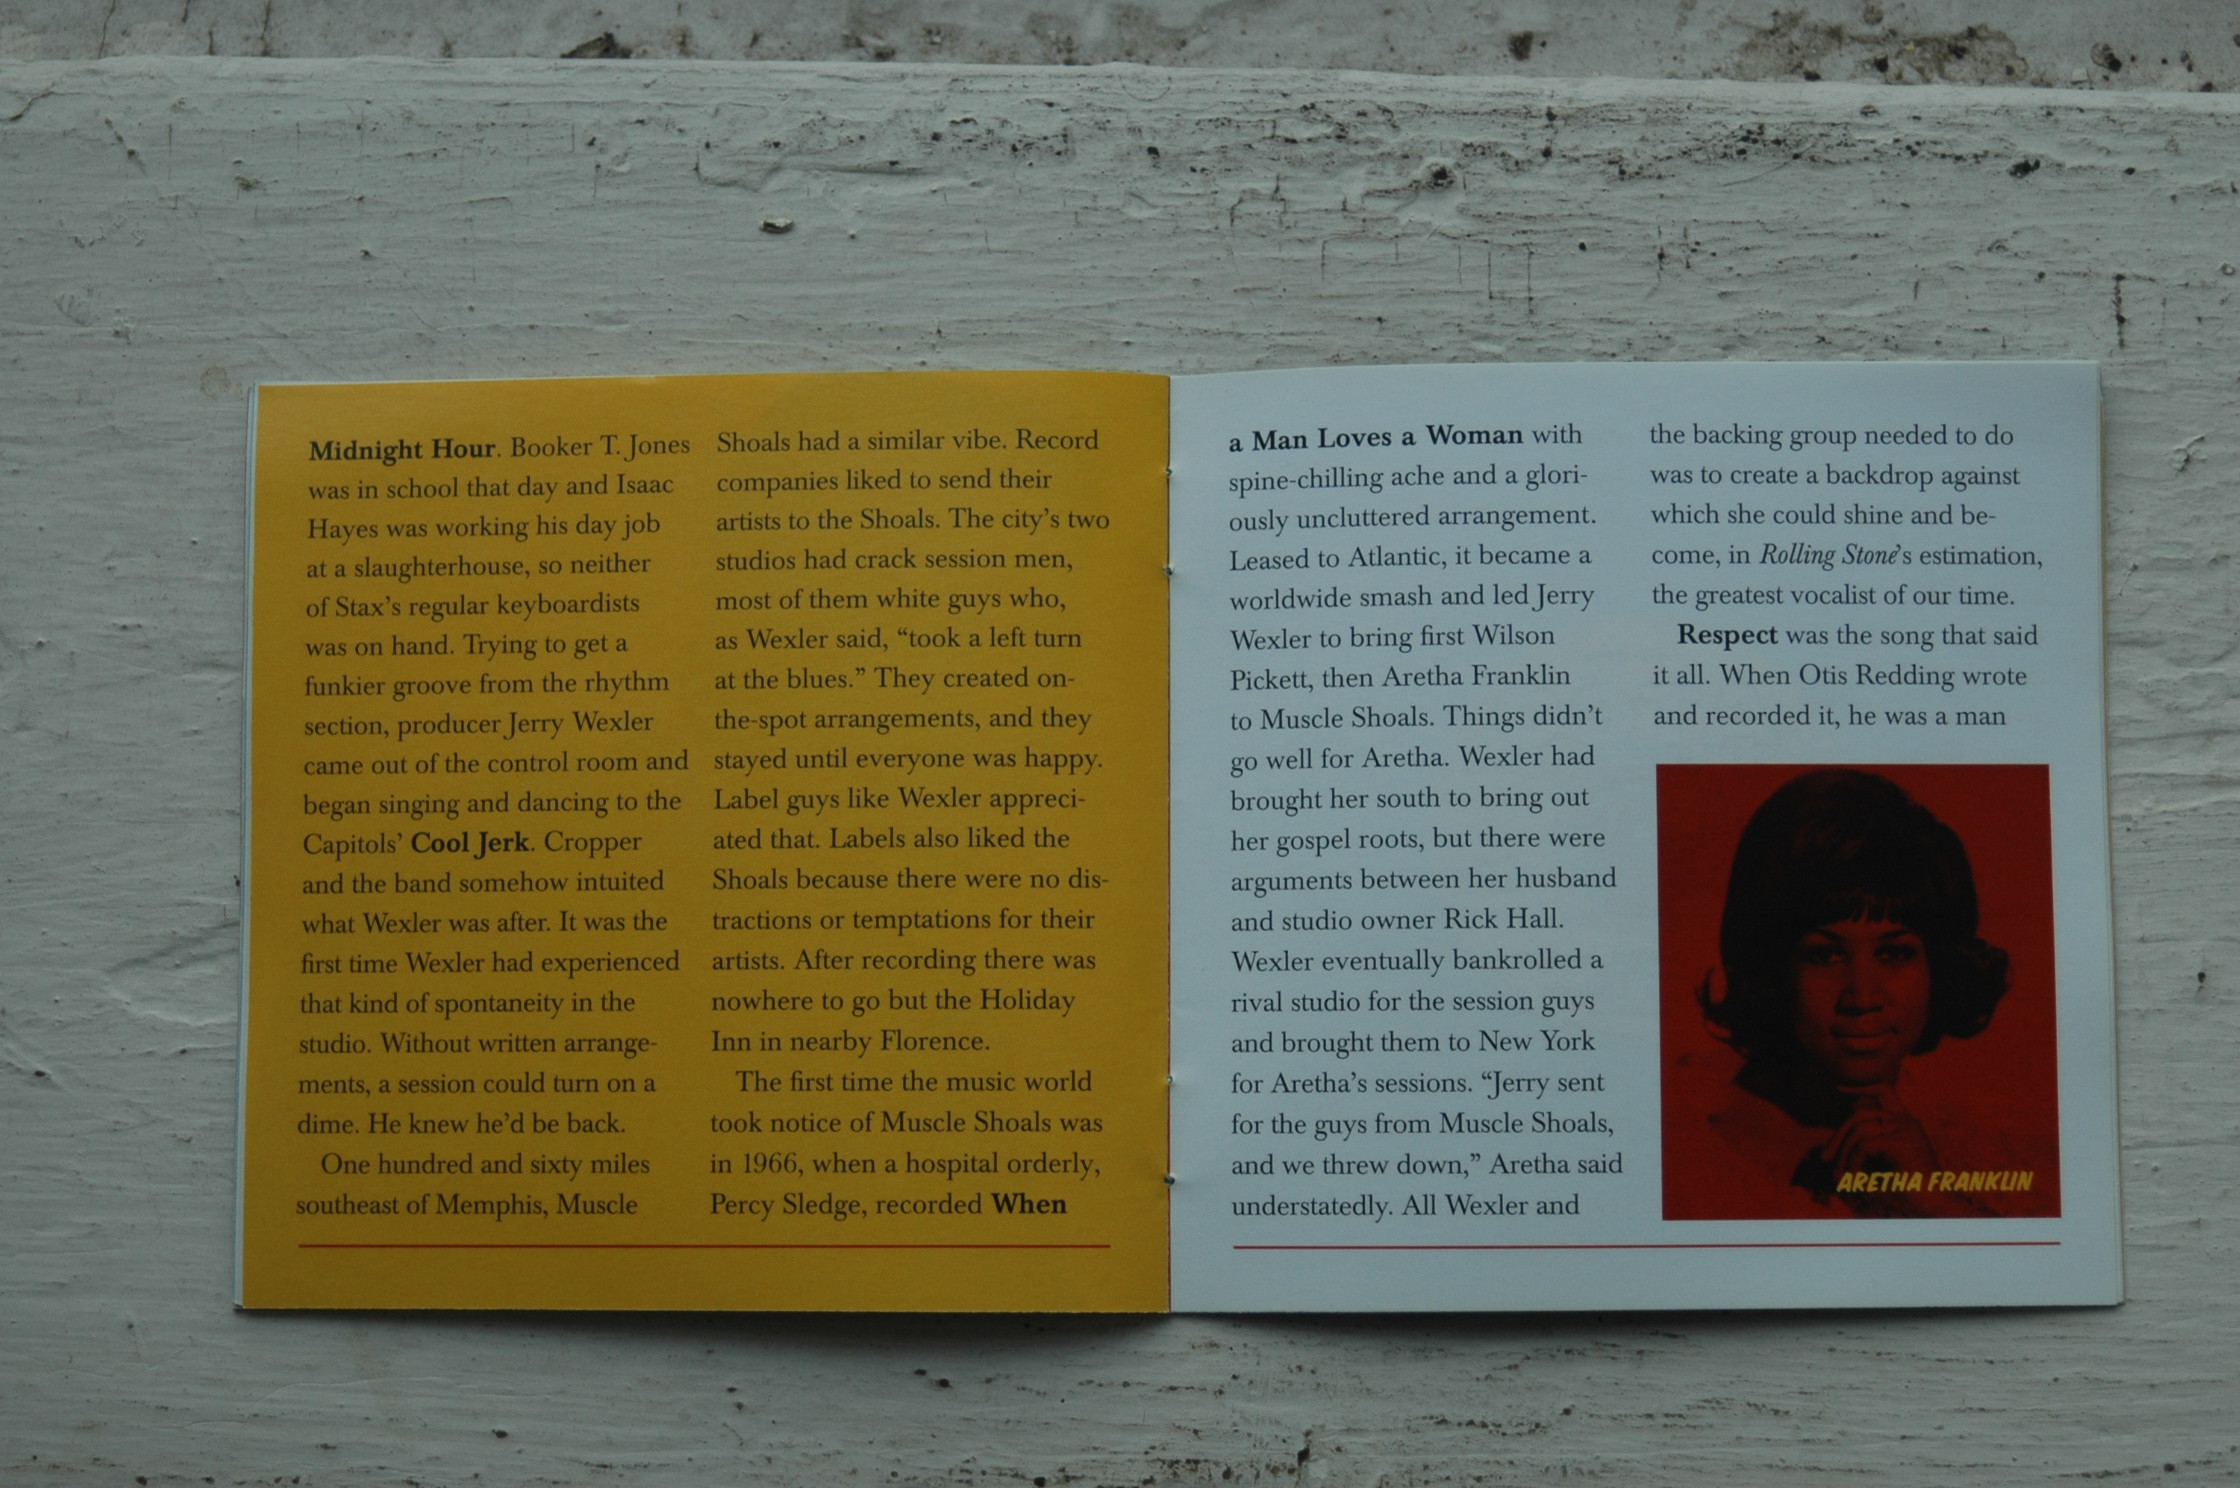 Midnight Hour. Booker T. Jones
was in school that day and Isaac
Hayes was working his day job
at a slaughterhouse, so neither
of Stax's regular keyboardists
was on hand. Trying to get a
funkier groove from the rhythm
section, producer Jerry Wexler
came out of the control room and
began singing and dancing to the
Capitols' Cool Jerk. Cropper
and the band somehow intuited
what Wexler was after. It was the
first time Wexler had experienced
that kind of spontaneity in the
studio. Without written arrange-
ments, a session could turn on a
dime. He knew he'd be back.
One hundred and sixty miles
southeast of Memphis, Muscle
Shoals had a similar vibe. Record
companies liked to send their
artists to the Shoals. The city's two
studios had crack session men,
most of them white guys who,
as Wexler said, “took a left turn
at the blues.” They created on-
the-spot arrangements, and they
stayed until everyone was happy.
Label guys like Wexler appreci-
ated that. Labels also liked the
Shoals because there were no dis-
tractions or temptations for their
artists. After recording there was
nowhere to go but the Holiday
Inn in nearby Florence.
The first time the music world
took notice of Muscle Shoals was
in 1966, when a hospital orderly,
Percy Sledge, recorded When
a Man Loves a Woman with
spine-chilling ache and a glori-
ously uncluttered arrangement.
Leased to Atlantic, it became a
worldwide smash and led Jerry
Wexler to bring first Wilson
Pickett, then Aretha Franklin
to Muscle Shoals. Things didn't
go well for Aretha. Wexler had
brought her south to bring out
her gospel roots, but there were
arguments between her husband
and studio owner Rick Hall.
Wexler eventually bankrolled a
rival studio for the session guys
and brought them to New York
for Aretha's sessions. “Jerry sent
for the guys from Muscle Shoals,
and we threw down,” Aretha said
understatedly. All Wexler and
the backing group needed to do
was to create a backdrop against
which she could shine and be-
come, in Rolling Stone's estimation,
the greatest vocalist of our time.
Respect was the song that said
it all. When Otis Redding wrote
and recorded it, he was a man
ARETHA FRANKLIN